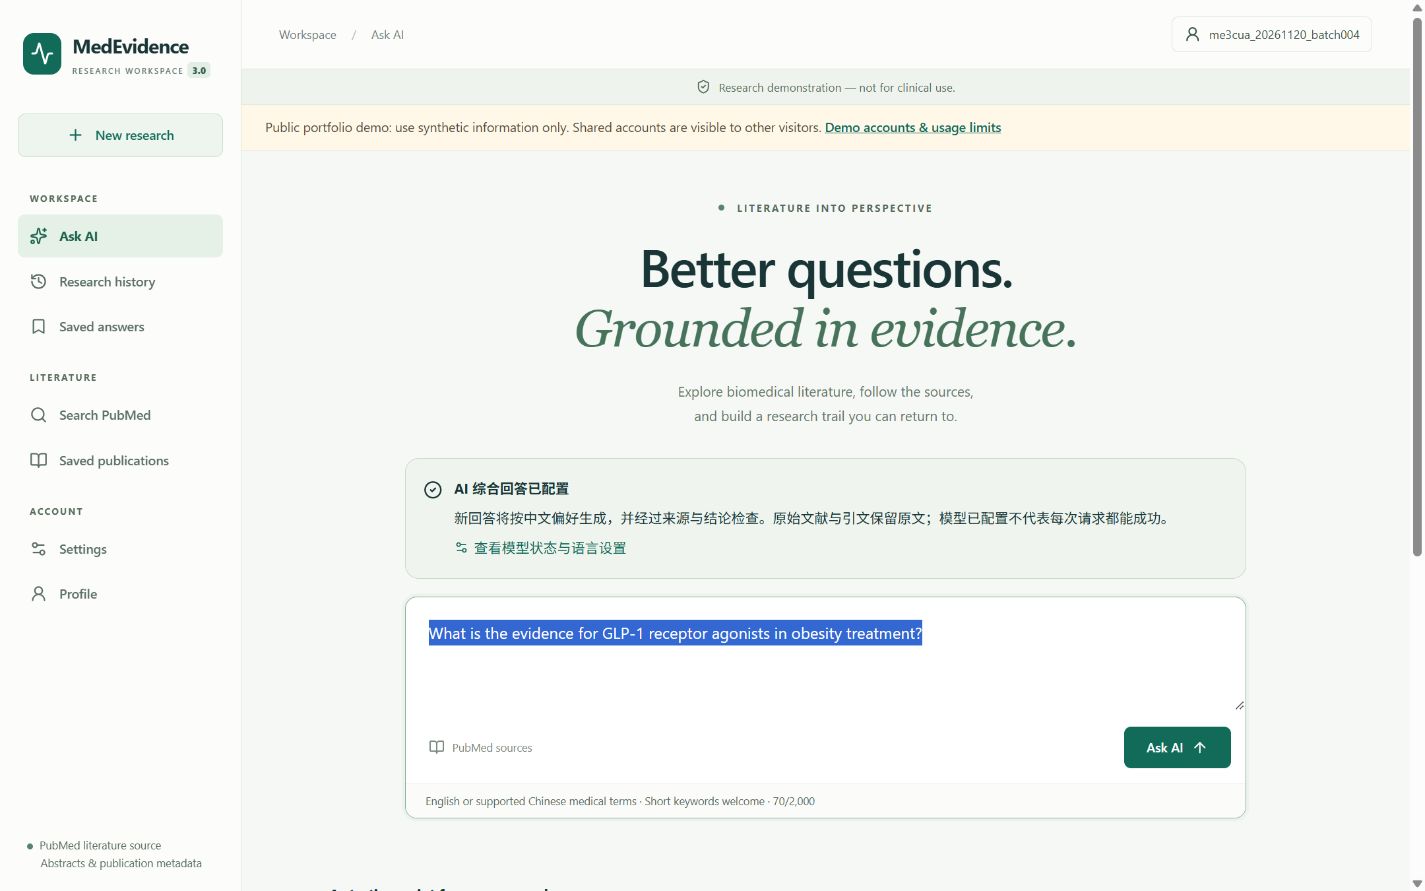 MedEvidence
RESEARCH WORKSPACE 3.0
New research
WORKSPACE
Ask AI
Research history
Saved answers
LITERATURE
Search PubMed
Saved publications
ACCOUNT
Settings
Profile
PubMed literature source
Abstracts & publication metadata
Workspace / Ask AI
me3cua_20261120_batch004
Research demonstration — not for clinical use.
Public portfolio demo: use synthetic information only. Shared accounts are visible to other visitors. Demo accounts & usage limits
LITERATURE INTO PERSPECTIVE
Better questions.
Grounded in evidence.
Explore biomedical literature, follow the sources,
and build a research trail you can return to.
AI 综合回答已配置
新回答将按中文偏好生成，并经过来源与结论检查。原始文献与引文保留原文；模型已配置不代表每次请求都能成功。
查看模型状态与语言设置
What is the evidence for GLP-1 receptor agonists in obesity treatment?
PubMed sources
Ask AI
English or supported Chinese medical terms · Short keywords welcome · 70/2,000